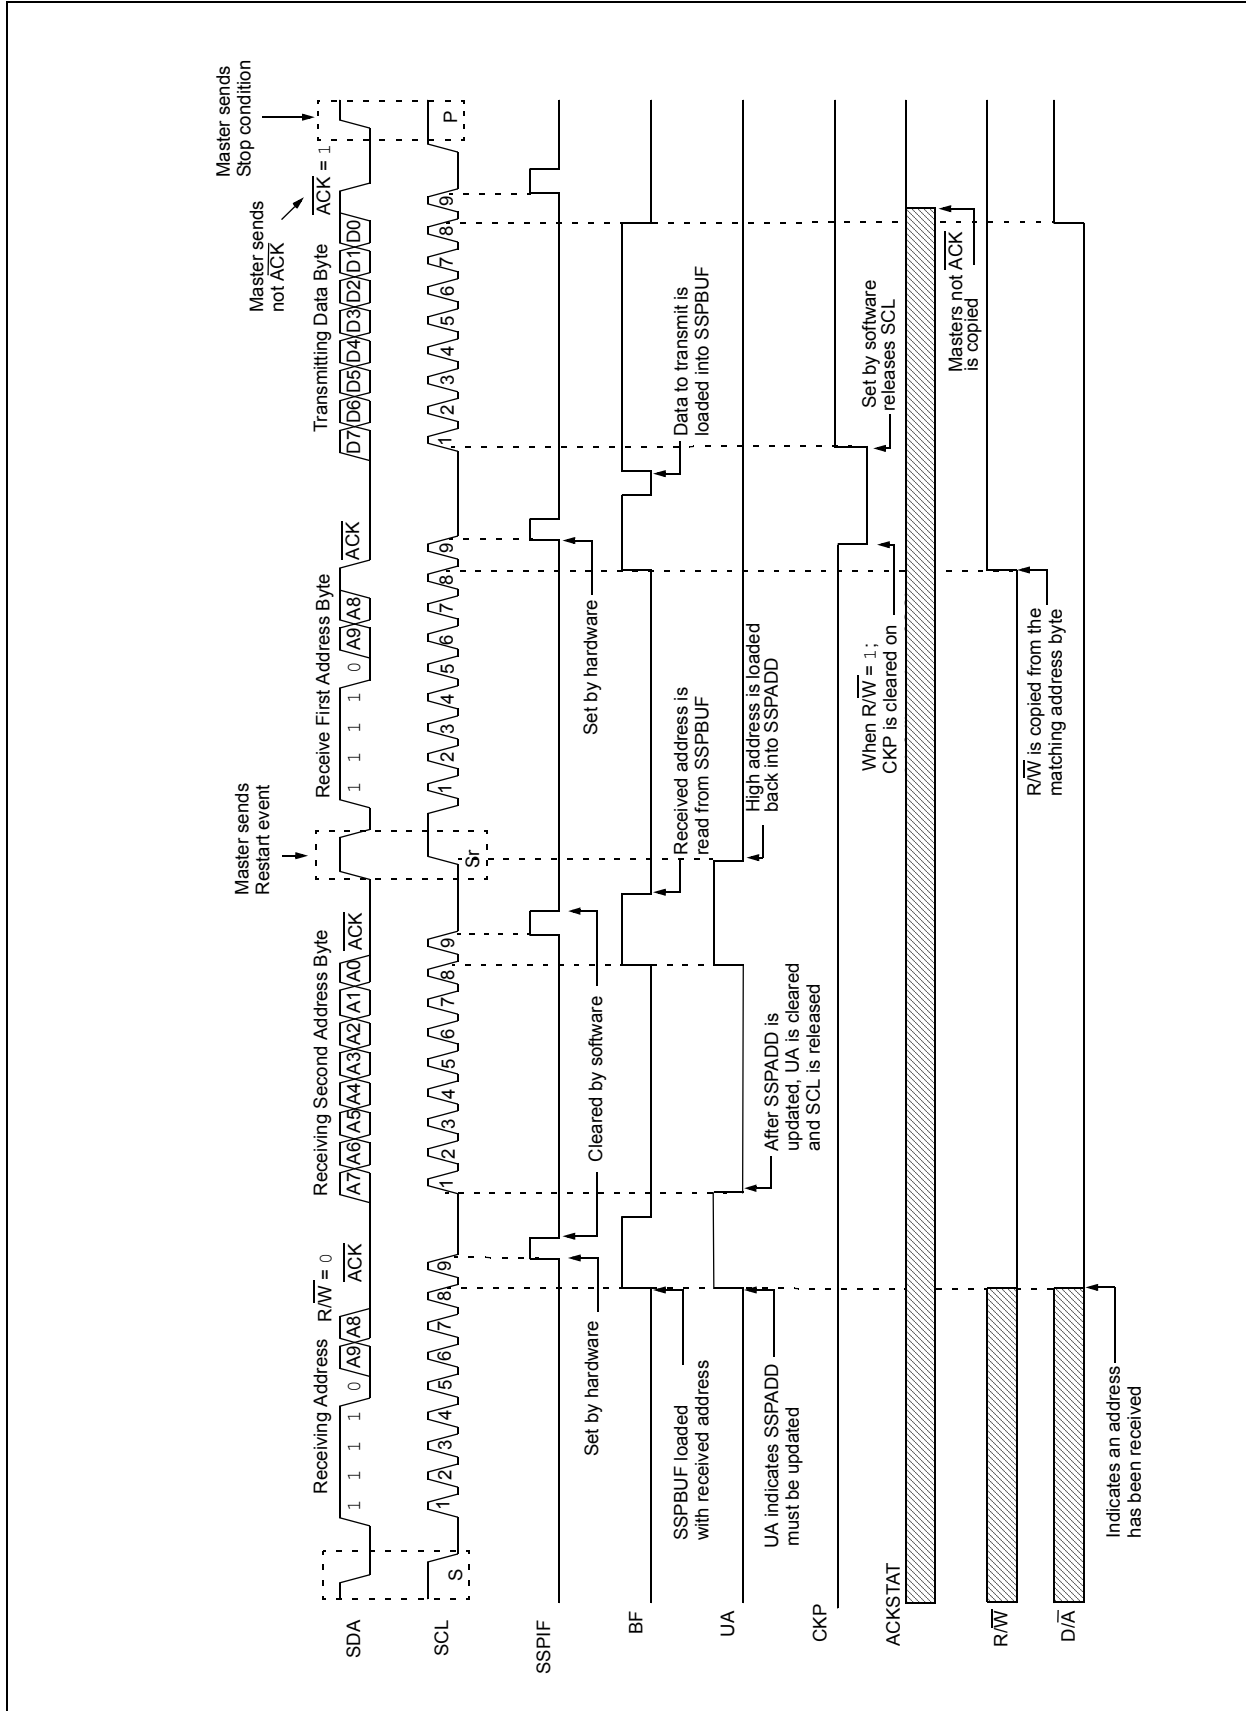 Master sends
Stop condition
Master sends
not A̅C̅K̅
Master sends
Restart event
Receiving Address
R/W̅ = 0
Receiving Second Address Byte
Receive First Address Byte
Transmitting Data Byte
A̅C̅K̅ = 1
SDA
1 1 1 1 0 A9 A8
A̅C̅K̅
A7 A6 A5 A4 A3 A2 A1 A0
A̅C̅K̅
1 1 1 1 0 A9 A8
A̅C̅K̅
D7 D6 D5 D4 D3 D2 D1 D0
SCL
S
1 2 3 4 5 6 7 8 9
1 2 3 4 5 6 7 8 9
Sr
1 2 3 4 5 6 7 8 9
1 2 3 4 5 6 7 8 9
P
SSPIF
Set by hardware
Cleared by software
Set by hardware
BF
SSPBUF loaded
with received address
Received address is
read from SSPBUF
Data to transmit is
loaded into SSPBUF
UA
UA indicates SSPADD
must be updated
After SSPADD is
updated, UA is cleared
and SCL is released
High address is loaded
back into SSPADD
CKP
When R/W̅ = 1;
CKP is cleared on
Set by software
releases SCL
ACKSTAT
Masters not A̅C̅K̅
is copied
R/W̅
R/W̅ is copied from the
matching address byte
D/A̅
Indicates an address
has been received